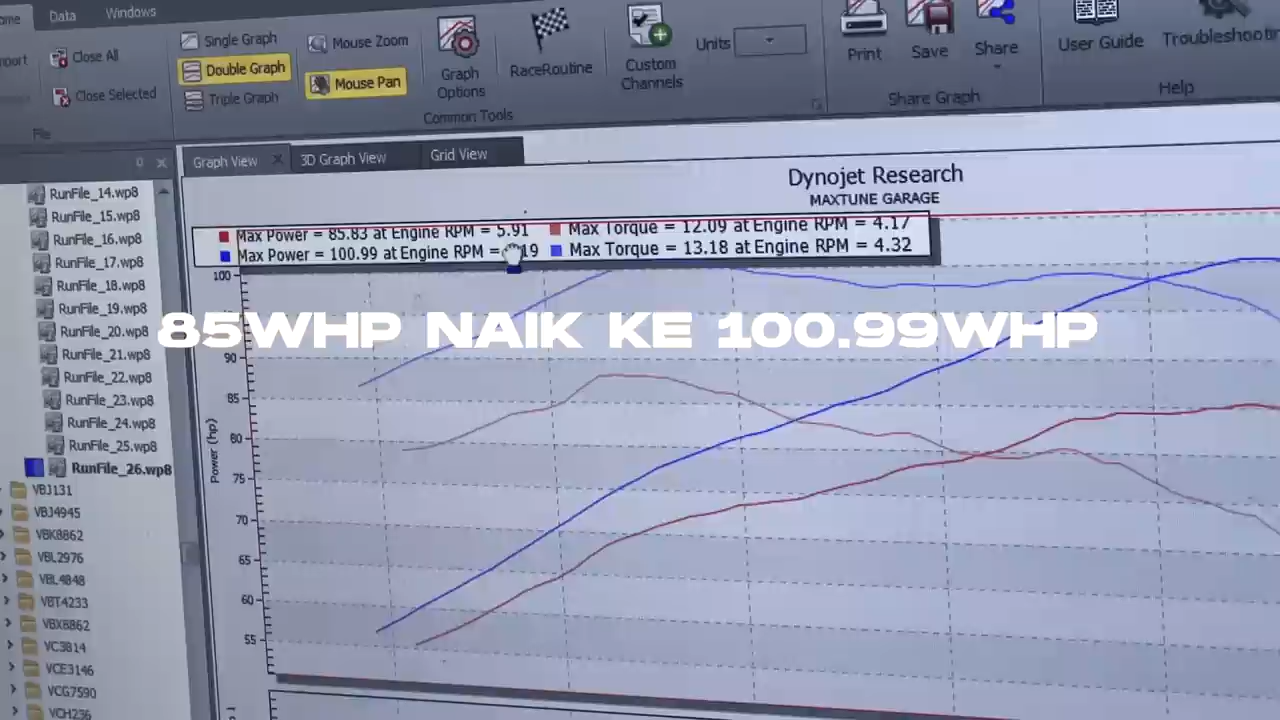 Data
Windows
Close All
Close Selected
File
Single Graph
Double Graph
Triple Graph
Mouse Zoom
Mouse Pan
Graph Options
RaceRoutine
Custom Channels
Units
Common Tools
Print
Save
Share
Share Graph
User Guide
Help
Graph View
3D Graph View
Grid View
Dynojet Research
MAXTUNE GARAGE
Max Power = 85.83 at Engine RPM = 5.91
Max Torque = 12.09 at Engine RPM = 4.17
Max Power = 100.99 at Engine RPM =
Max Torque = 13.18 at Engine RPM = 4.32
85WHP NAIK KE 100.99WHP
100
90
85
80
75
70
65
60
55
Power (hp)
RunFile_14.wp8
RunFile_15.wp8
RunFile_16.wp8
RunFile_17.wp8
RunFile_18.wp8
RunFile_19.wp8
RunFile_20.wp8
RunFile_21.wp8
RunFile_22.wp8
RunFile_23.wp8
RunFile_24.wp8
RunFile_25.wp8
RunFile_26.wp8
VBJ131
VBJ4945
VBK8862
VBL2976
VBL4848
VBT4233
VBX8862
VC3814
VCE3146
VCG7590
VCH236